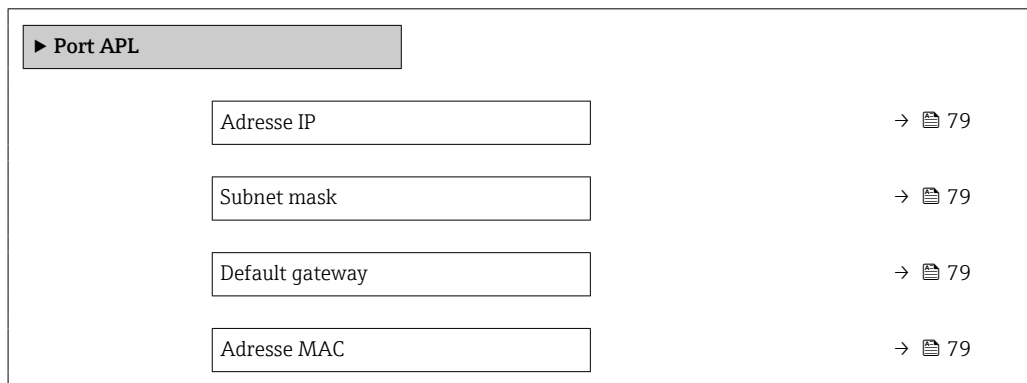 ▶ Port APL
Adresse IP → 79
Subnet mask → 79
Default gateway → 79
Adresse MAC → 79